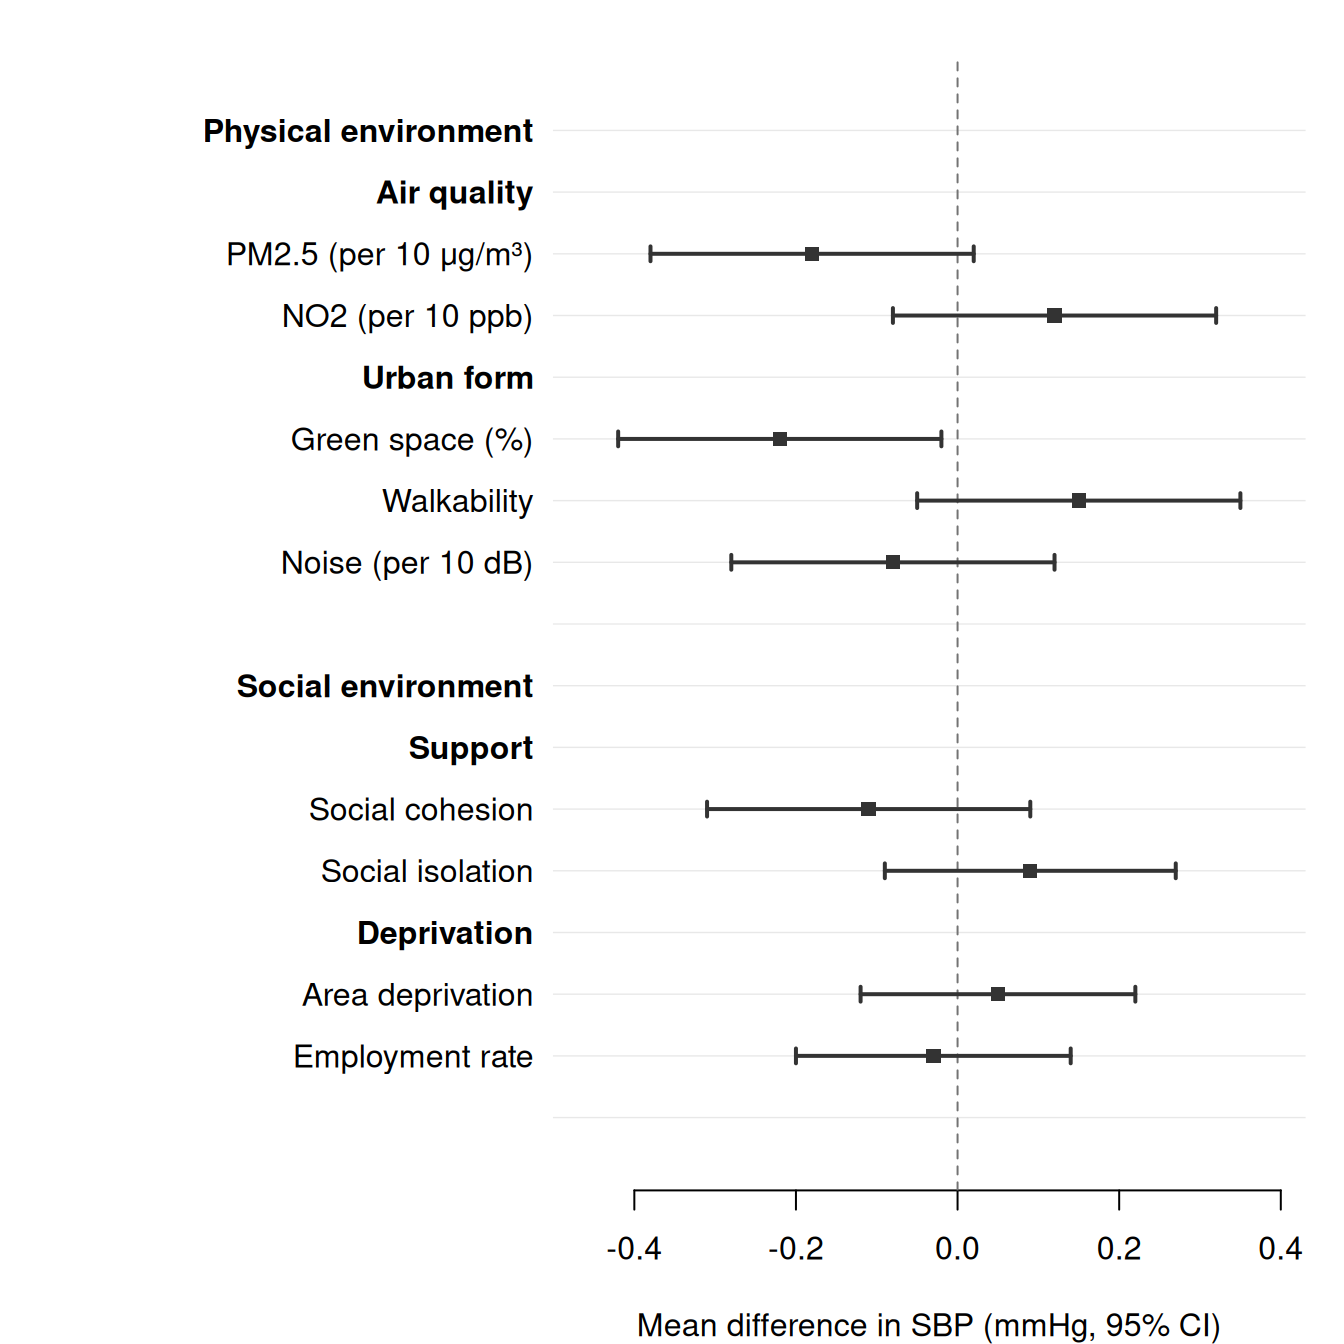 Physical environment
Air quality
PM2.5 (per 10 µg/m³)
NO2 (per 10 ppb)
Urban form
Green space (%)
Walkability
Noise (per 10 dB)
Social environment
Support
Social cohesion
Social isolation
Deprivation
Area deprivation
Employment rate
-0.4 -0.2 0.0 0.2 0.4
Mean difference in SBP (mmHg, 95% CI)